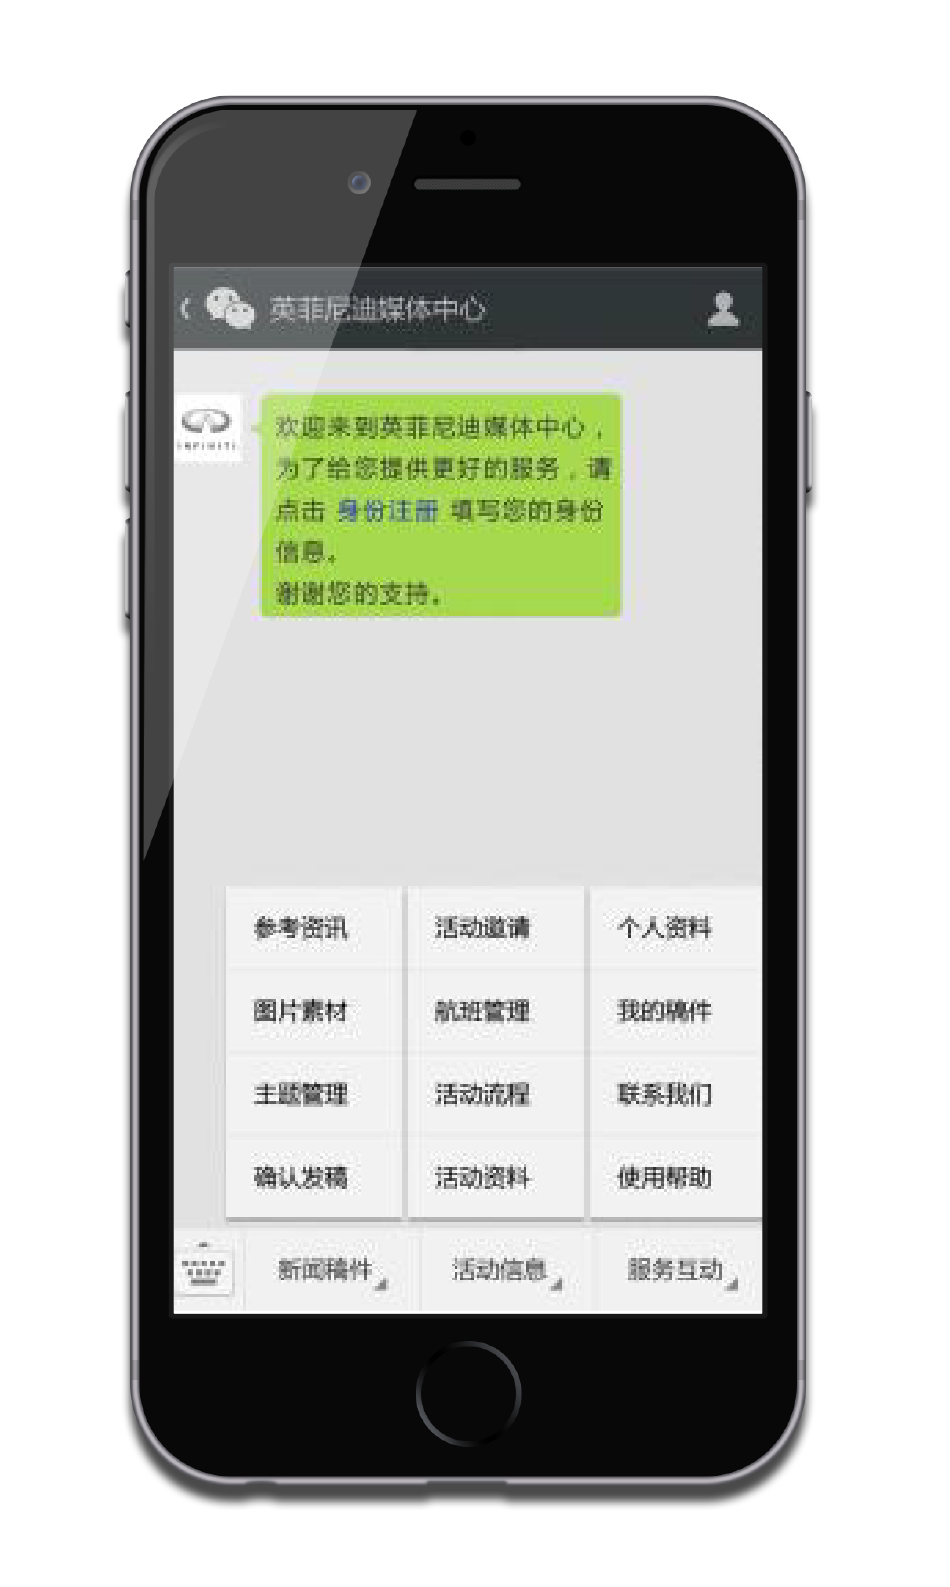 英菲尼迪媒体中心
INFINITI
欢迎来到英菲尼迪媒体中心，
为了给您提供更好的服务，请
点击 身份注册 填写您的身份
信息。
谢谢您的支持。
参考资讯 活动邀请 个人资料
图片素材 航班管理 我的稿件
主题管理 活动流程 联系我们
确认发稿 活动资料 使用帮助
新闻稿件 活动信息 服务互动